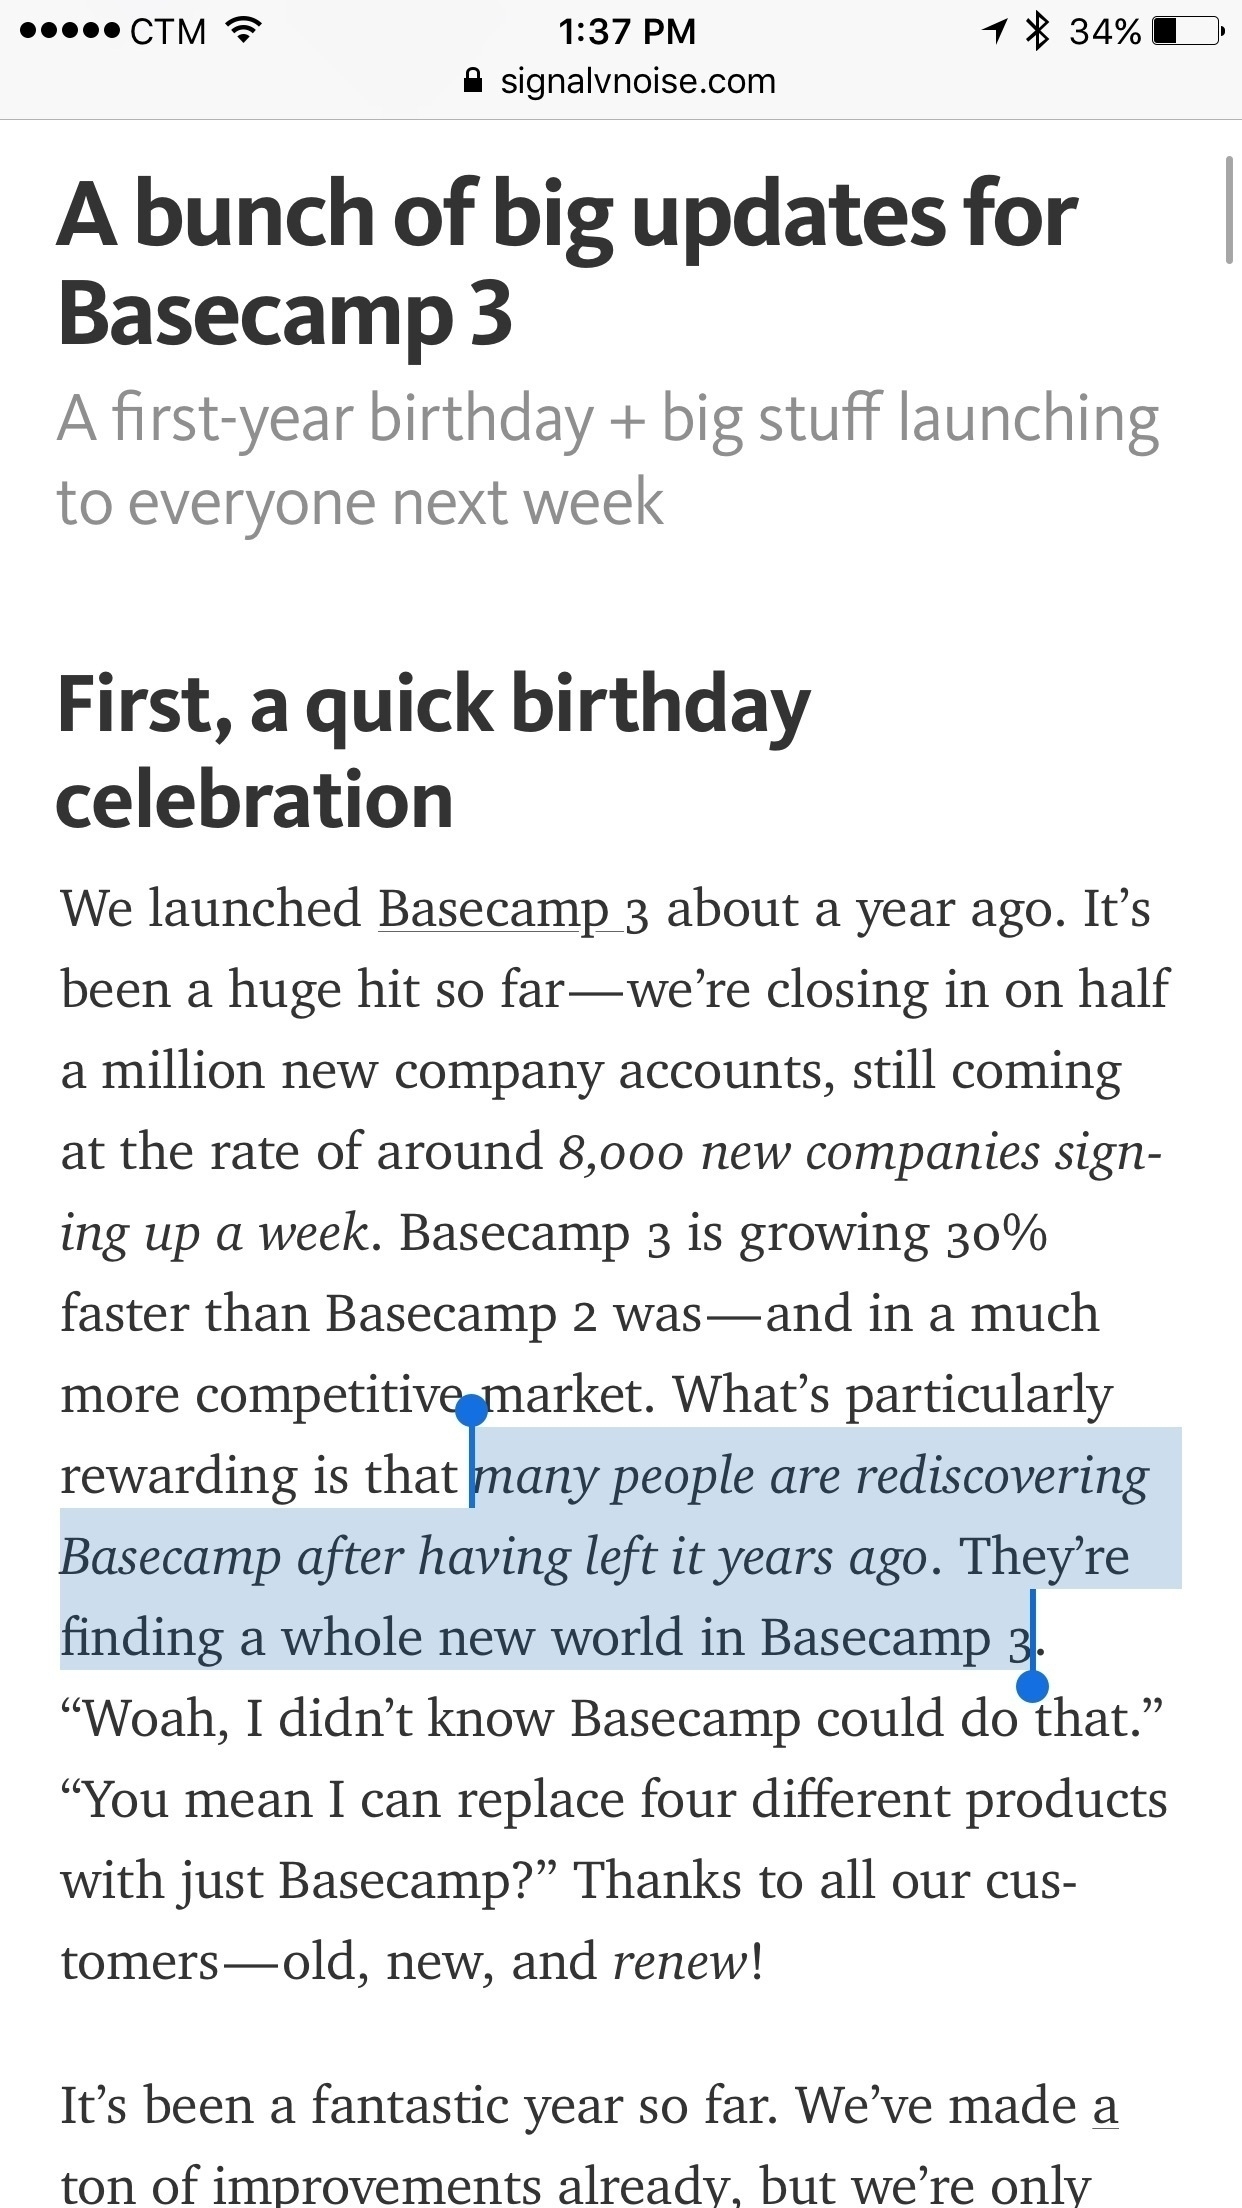 CTM 1:37 PM 34%
signalvnoise.com
A bunch of big updates for
Basecamp 3
A first-year birthday + big stuff launching
to everyone next week
First, a quick birthday
celebration
We launched Basecamp 3 about a year ago. It’s
been a huge hit so far — we’re closing in on half
a million new company accounts, still coming
at the rate of around 8,000 new companies sign-
ing up a week. Basecamp 3 is growing 30%
faster than Basecamp 2 was — and in a much
more competitive market. What’s particularly
rewarding is that many people are rediscovering
Basecamp after having left it years ago. They’re
finding a whole new world in Basecamp 3.
“Woah, I didn’t know Basecamp could do that.”
“You mean I can replace four different products
with just Basecamp?” Thanks to all our cus-
tomers — old, new, and renew!
It’s been a fantastic year so far. We’ve made a
ton of improvements already, but we’re only